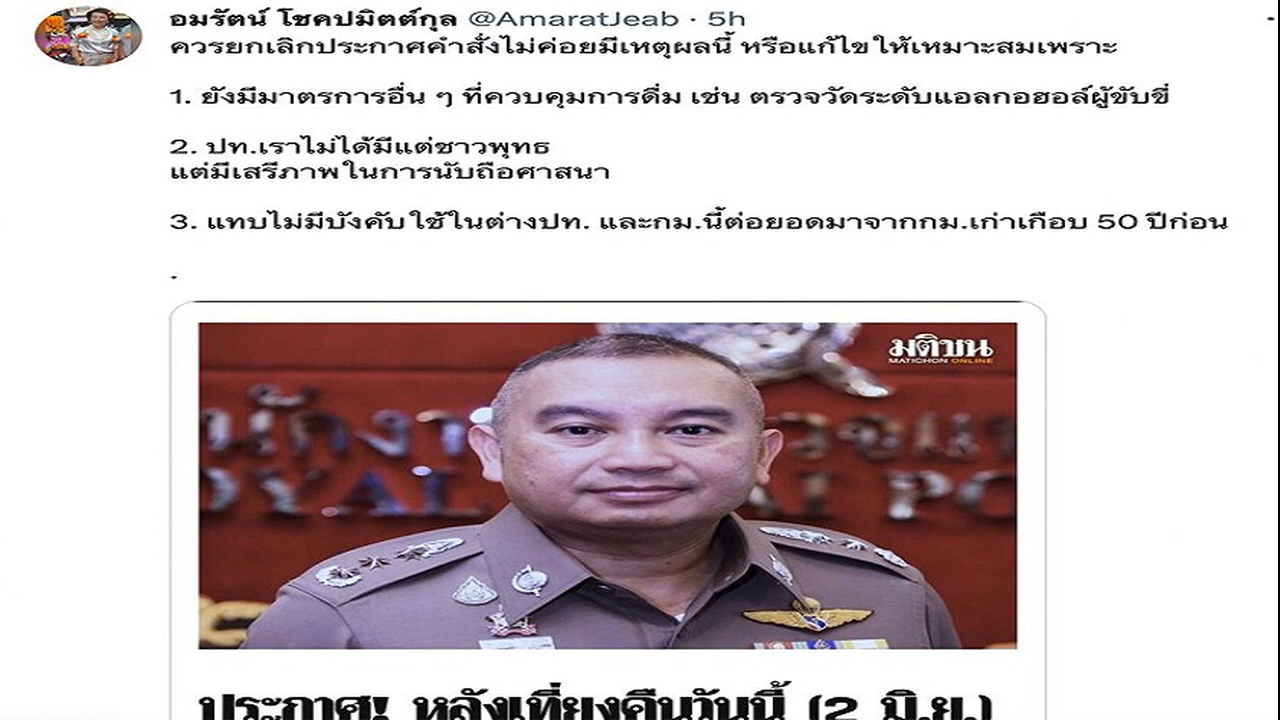 อมรัตน์ โชคปมิตต์กุล @AmaratJeab · 5h
ควรยกเลิกประกาศคำสั่งไม่ค่อยมีเหตุผลนี้ หรือแก้ไขให้เหมาะสมเพราะ
1. ยังมีมาตรการอื่น ๆ ที่ควบคุมการดื่ม เช่น ตรวจวัดระดับแอลกอฮอล์ผู้ขับขี่
2. ปท.เราไม่ได้มีแต่ชาวพุทธ
แต่มีเสรีภาพในการนับถือศาสนา
3. แทบไม่มีบังคับใช้ในต่างปท. และกม.นี้ต่อยอดมาจากกม.เก่าเกือบ 50 ปีก่อน
.
มติชน
MATICHON ONLINE
ประกาศ! หลังเที่ยงคืนวันนี้ (2 มิ.ย.)